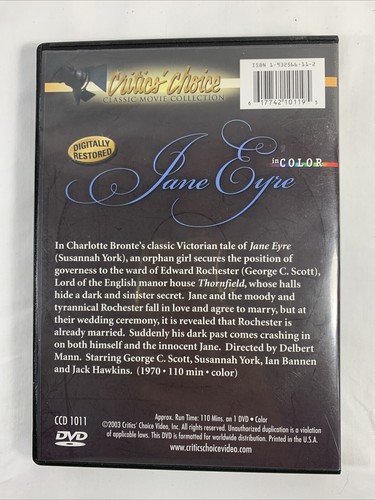 ISBN 1-932166-11-2
Critics' Choice
CLASSIC MOVIE COLLECTION
6 17742 10119 5
DIGITALLY
RESTORED
in COLOR
Jane Eyre
In Charlotte Bronte's classic Victorian tale of Jane Eyre
(Susannah York), an orphan girl secures the position of
governess to the ward of Edward Rochester (George C. Scott),
Lord of the English manor house Thornfield, whose halls
hide a dark and sinister secret. Jane and the moody and
tyrannical Rochester fall in love and agree to marry, but at
their wedding ceremony, it is revealed that Rochester is
already married. Suddenly his dark past comes crashing in
on both himself and the innocent Jane. Directed by Delbert
Mann. Starring George C. Scott, Susannah York, Ian Bannen
and Jack Hawkins. (1970 • 110 min • color)
CCD 1011
DVD
Approx. Run Time: 110 Mins. on 1 DVD • Color
©2003 Critics' Choice Video, Inc. All rights reserved. Unauthorized duplication is a violation
of applicable laws. This DVD is formatted for worldwide distribution. Printed in the U.S.A.
www.criticschoicevideo.com